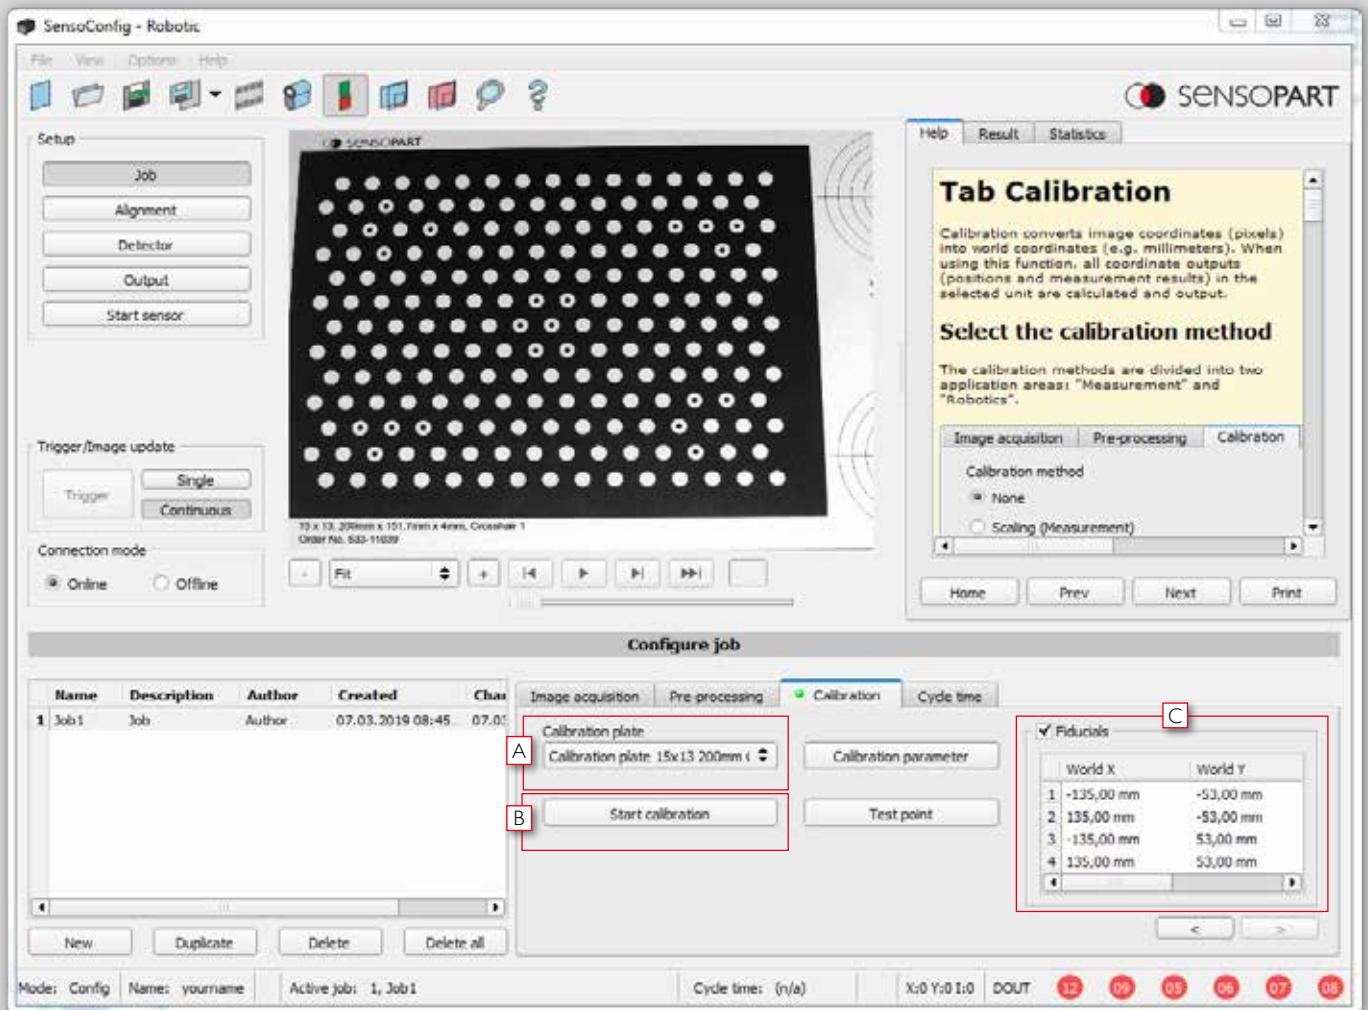 SensoConfig - Robotic
File View Options Help
SENSOPART
Setup
Job
Alignment
Detector
Output
Start sensor
SENSOPART
15 x 13, 200mm x 151.7mm x 4mm, Crosshair 1
Order No. 533-11039
Help Result Statistics
Tab Calibration
Calibration converts image coordinates (pixels)
into world coordinates (e.g. millimeters). When
using this function, all coordinate outputs
(positions and measurement results) in the
selected unit are calculated and output.
Select the calibration method
The calibration methods are divided into two
application areas: "Measurement" and
"Robotics".
Image acquisition Pre-processing Calibration
Calibration method
None
Scaling (Measurement)
Home Prev Next Print
Trigger/Image update
Trigger
Single
Continuous
Connection mode
Online Offline
- Fit +
Configure job
Name Description Author Created Cha
1 Job1 Job Author 07.03.2019 08:45 07.0
New Duplicate Delete Delete all
Image acquisition Pre-processing Calibration Cycle time
A
Calibration plate
Calibration plate 15x13 200mm (
Calibration parameter
B
Start calibration
Test point
C
Fiducials
World X World Y
1 -135,00 mm -53,00 mm
2 135,00 mm -53,00 mm
3 -135,00 mm 53,00 mm
4 135,00 mm 53,00 mm
< >
Mode: Config Name: yourname Active job: 1, Job1 Cycle time: (n/a) X:0 Y:0 I:0 DOUT 12 09 05 06 07 08